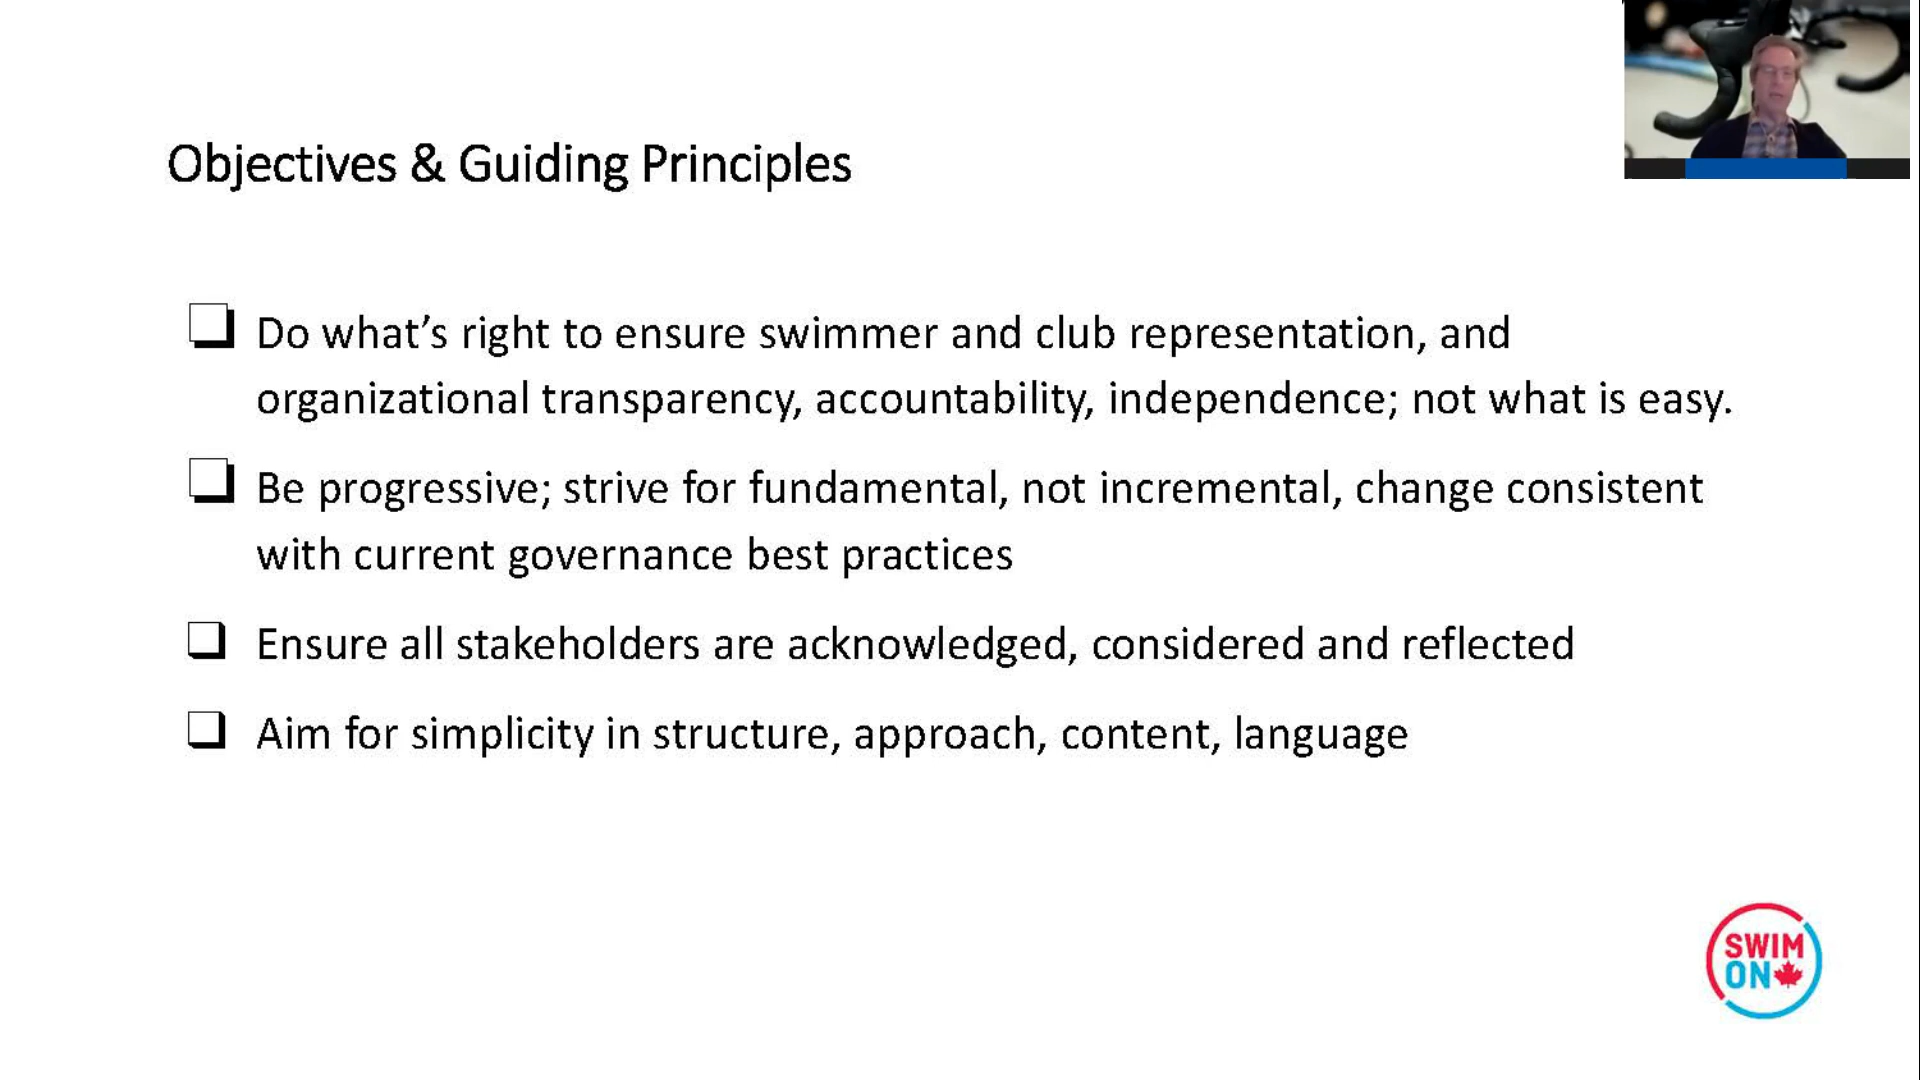 Objectives & Guiding Principles
Do what’s right to ensure swimmer and club representation, and
organizational transparency, accountability, independence; not what is easy.
Be progressive; strive for fundamental, not incremental, change consistent
with current governance best practices
Ensure all stakeholders are acknowledged, considered and reflected
Aim for simplicity in structure, approach, content, language
SWIM
ON